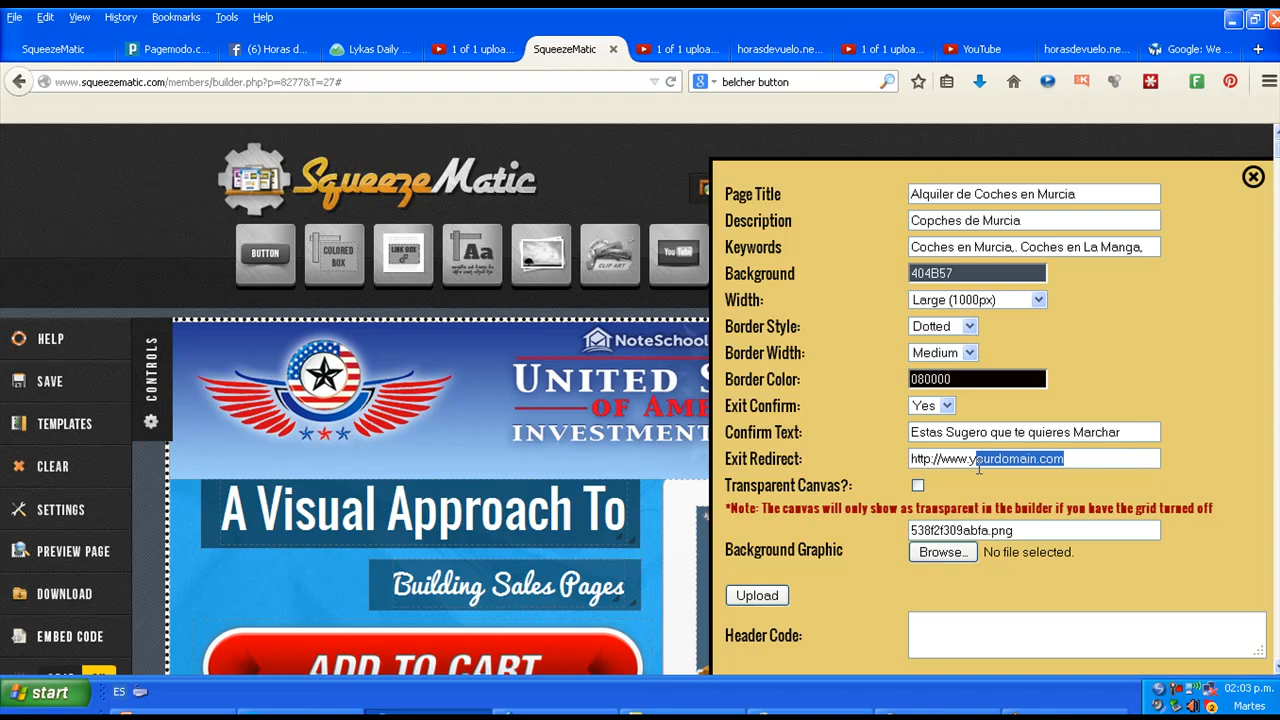 File Edit View History Bookmarks Tools Help
SqueezeMatic Pagemodo.c... (6) Horas d... Lykas Daily ... 1 of 1 uploa... SqueezeMatic 1 of 1 uploa... horasdevuelo.ne... 1 of 1 uploa... YouTube horasdevuelo.ne... Google: We ...
www.squeezematic.com/members/builder.php?p=8277&T=27# belcher button
SqueezeMatic
BUTTON COLORED BOX LINK BOX Aa CLIP ART You Tube
HELP
SAVE
TEMPLATES
CLEAR
SETTINGS
PREVIEW PAGE
DOWNLOAD
EMBED CODE
CONTROLS
NoteSchool
UNITED S
OF AME
INVESTMENT
A Visual Approach To
Building Sales Pages
ADD TO CART
Page Title Alquiler de Coches en Murcia
Description Copches de Murcia
Keywords Coches en Murcia,. Coches en La Manga,
Background 404B57
Width: Large (1000px)
Border Style: Dotted
Border Width: Medium
Border Color: 080000
Exit Confirm: Yes
Confirm Text: Estas Sugero que te quieres Marchar
Exit Redirect: http://www.yourdomain.com
Transparent Canvas?:
*Note: The canvas will only show as transparent in the builder if you have the grid turned off
538f2f309abfa.png
Background Graphic Browse... No file selected.
Upload
Header Code:
start ES 02:03 p.m.
Martes